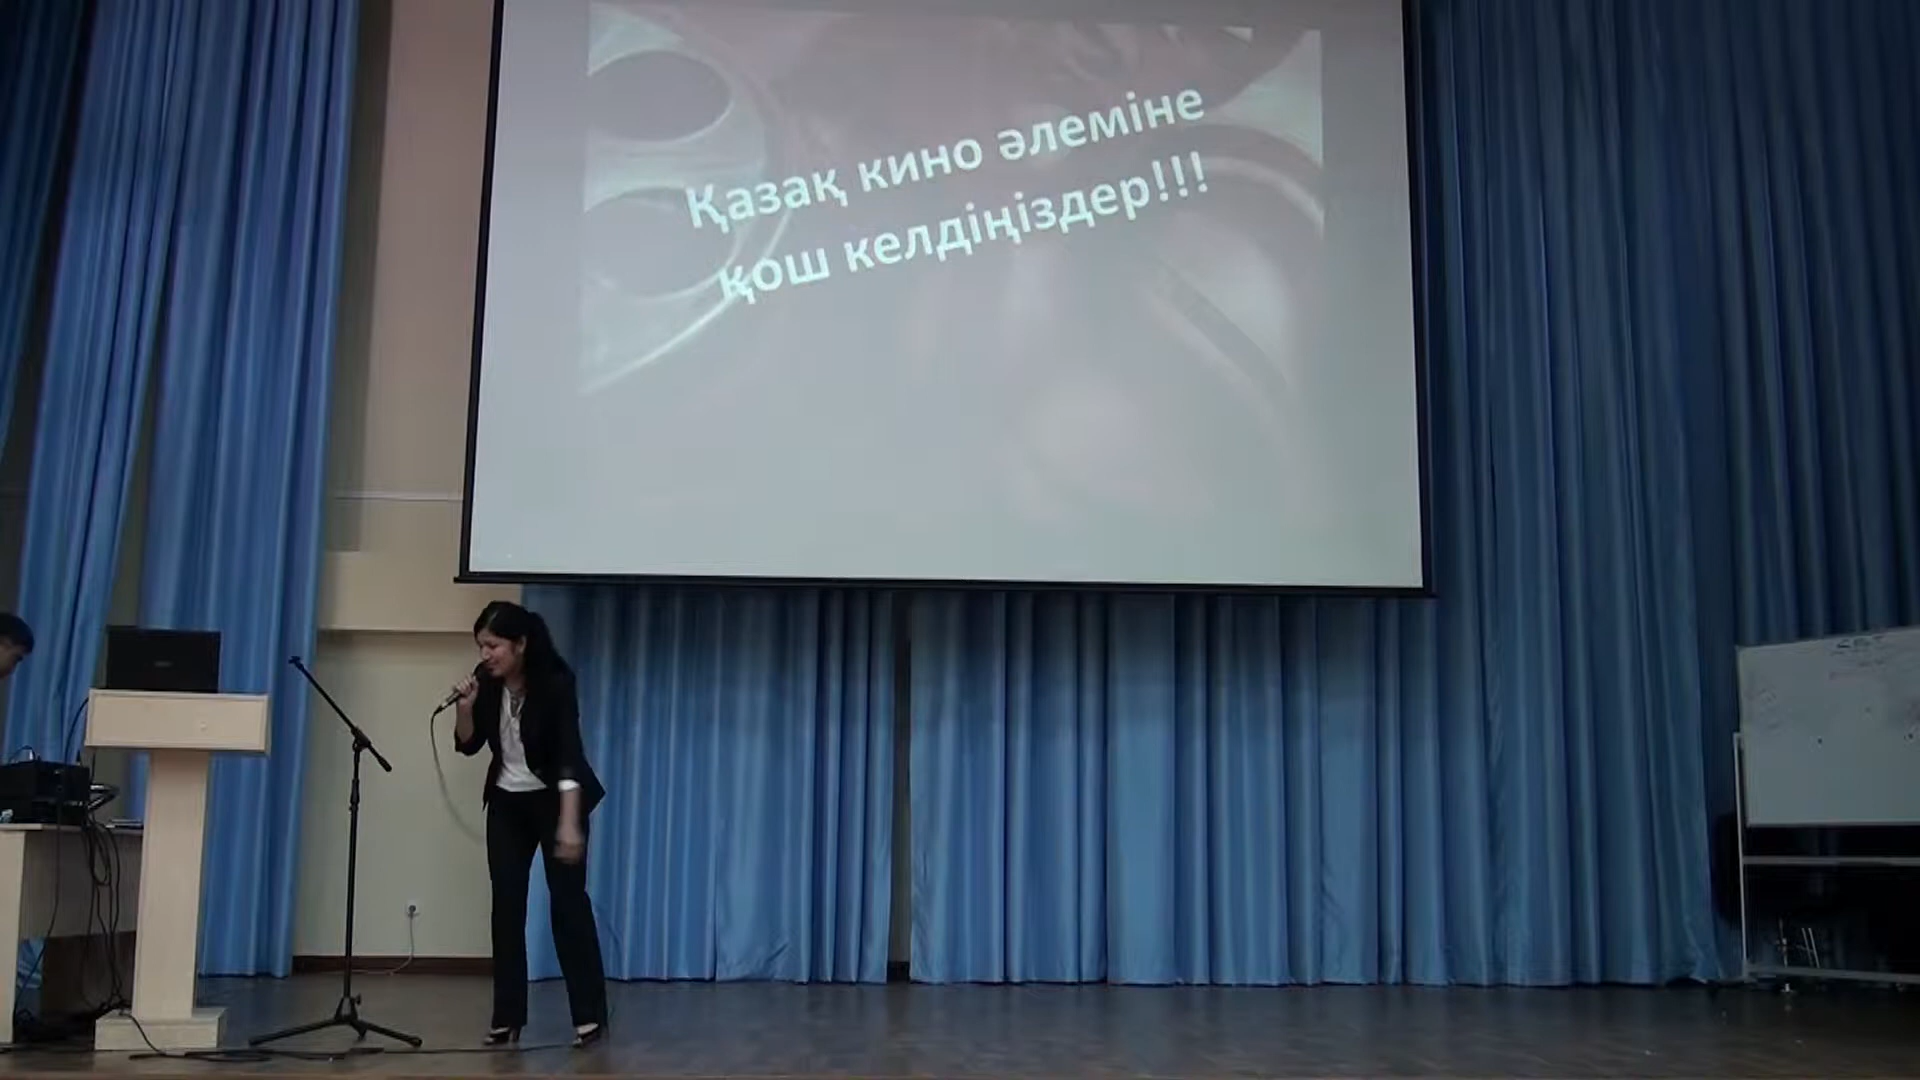 Қазақ кино әлеміне
қош келдіңіздер!!!